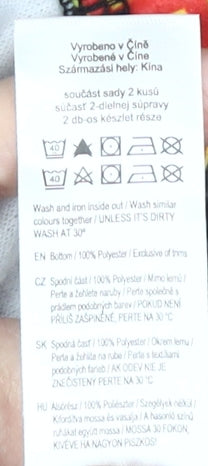 Vyrobeno v Číně
Vyrobené v Číne
Származási hely: Kína
součást sady 2 kusů
súčasť 2-dielnej súpravy
2 db-os készlet része
40
40
Wash and iron inside out / Wash similar
colours together / UNLESS IT'S DIRTY
WASH AT 30°
EN Bottom / 100% Polyester / Exclusive of trims
CZ Spodní část / 100% Polyester / Mimo lemů /
Perte a žehlete naruby / Perte společně s
prádlem podobných barev / POKUD NENÍ
PŘÍLIŠ ZAŠPINĚNÉ, PERTE NA 30 °C
SK Spodná časť / 100% Polyester / Okrem lemu /
Perte a žehlite na rube / Perte s textíliami
podobných farieb / AK ODEV NIE JE
ZNEČISTENÝ PERTE NA 30 °C
HU Alsórész / 100% Poliészter / Szegélyek nélkül /
Kifordítva mossa és vasalja / A hasonló színű
ruhákat együtt mossa / MOSSA 30 FOKON,
KIVÉVE HA NAGYON PISZKOS!